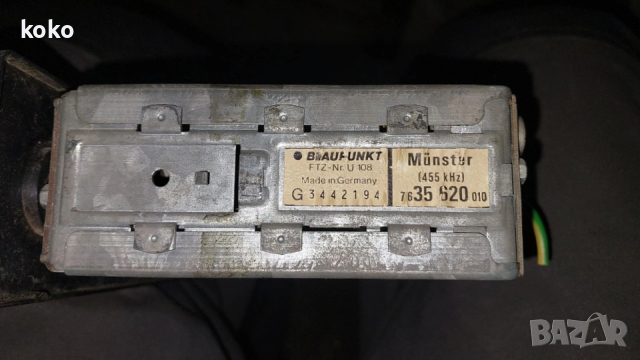 koko
BLAUPUNKT
FTZ-Nr. U 108
Made in Germany
G 3442194
Münster
(455 kHz)
7635 620 010
BAZAR